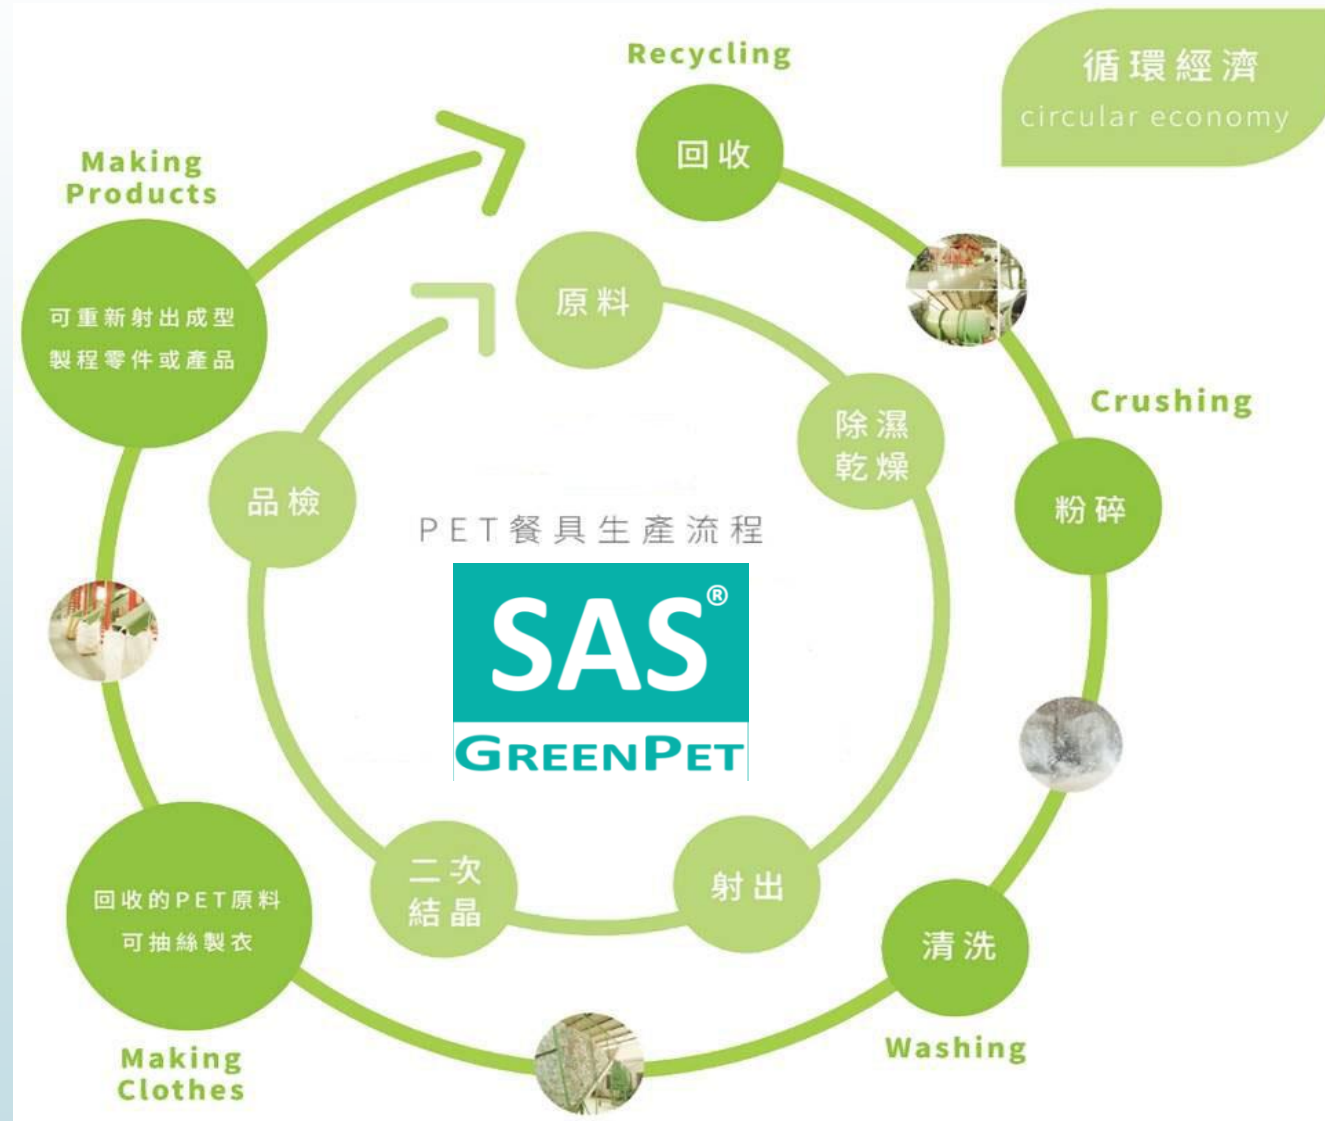 循環經濟
circular economy
Recycling
回收
Crushing
粉碎
清洗
Washing
回收的PET原料
可抽絲製衣
Making
Clothes
Making
Products
可重新射出成型
製程零件或產品
原料
除濕
乾燥
射出
二次
結晶
品檢
PET餐具生產流程
SAS®
GREENPET